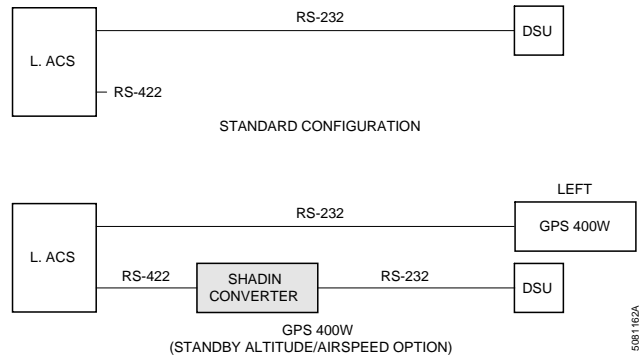 RS-232
L. ACS
DSU
RS-422
STANDARD CONFIGURATION
LEFT
RS-232
GPS 400W
L. ACS
RS-422
SHADIN
CONVERTER
RS-232
DSU
GPS 400W
(STANDBY ALTITUDE/AIRSPEED OPTION)
5081162A